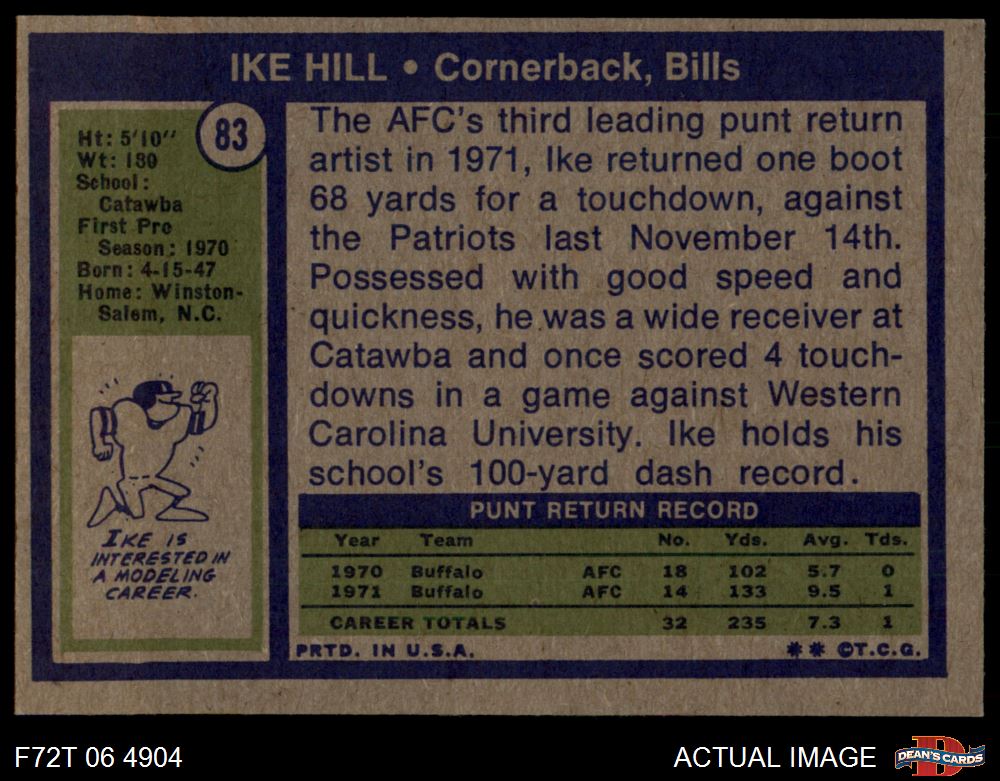 IKE HILL • Cornerback, Bills
83
Ht: 5'10"
Wt: 180
School:
Catawba
First Pro
Season: 1970
Born: 4-15-47
Home: Winston-
Salem, N.C.
IKE IS
INTERESTED IN
A MODELING
CAREER.
The AFC's third leading punt return
artist in 1971, Ike returned one boot
68 yards for a touchdown, against
the Patriots last November 14th.
Possessed with good speed and
quickness, he was a wide receiver at
Catawba and once scored 4 touch-
downs in a game against Western
Carolina University. Ike holds his
school's 100-yard dash record.
PUNT RETURN RECORD
Year Team No. Yds. Avg. Tds.
1970 Buffalo AFC 18 102 5.7 0
1971 Buffalo AFC 14 133 9.5 1
CAREER TOTALS 32 235 7.3 1
PRTD. IN U.S.A. ** ©T.C.G.
F72T 06 4904
ACTUAL IMAGE
D
DEAN'S CARDS